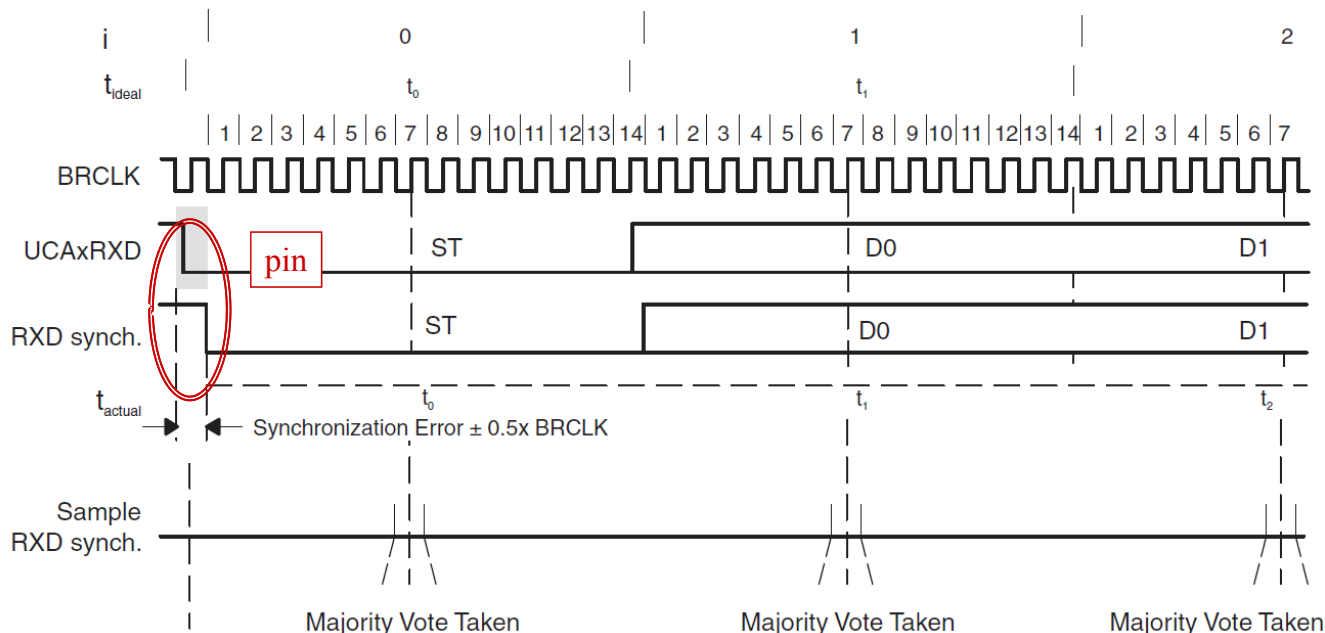 i 0 1 2
tideal t0 t1
1 2 3 4 5 6 7 8 9 10 11 12 13 14 1 2 3 4 5 6 7 8 9 10 11 12 13 14 1 2 3 4 5 6 7
BRCLK
UCAxRXD pin ST D0 D1
RXD synch. ST D0 D1
tactual t0 t1 t2
Synchronization Error ± 0.5x BRCLK
Sample
RXD synch.
Majority Vote Taken Majority Vote Taken Majority Vote Taken